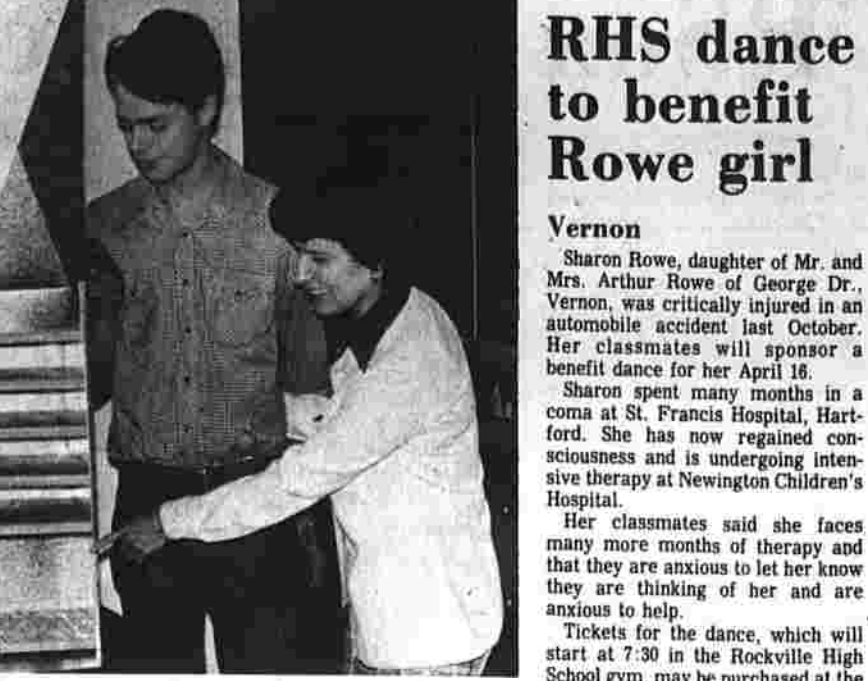 RHS dance
to benefit
Rowe girl
Vernon
Sharon Rowe, daughter of Mr. and
Mrs. Arthur Rowe of George Dr.,
Vernon, was critically injured in an
automobile accident last October.
Her classmates will sponsor a
benefit dance for her April 16.
Sharon spent many months in a
coma at St. Francis Hospital, Hart-
ford. She has now regained con-
sciousness and is undergoing inten-
sive therapy at Newington Children's
Hospital.
Her classmates said she faces
many more months of therapy and
that they are anxious to let her know
they are thinking of her and are
anxious to help.
Tickets for the dance, which will
start at 7:30 in the Rockville High
School gym, may be purchased at the